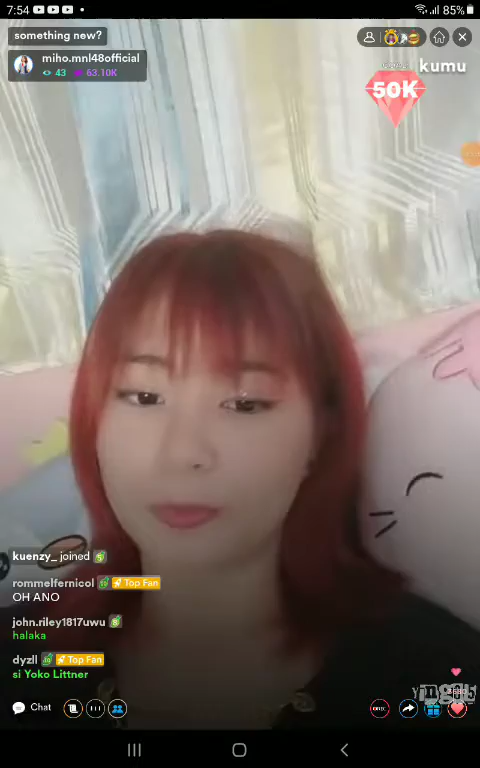 7:54
85%
something new?
miho.mnl48official
43 63.10K
kumu
50K
kuenzy_ joined
rommelfernicol Top Fan
OH ANO
john.riley1817uwu
halaka
dyzll Top Fan
si Yoko Littner
Chat
REC